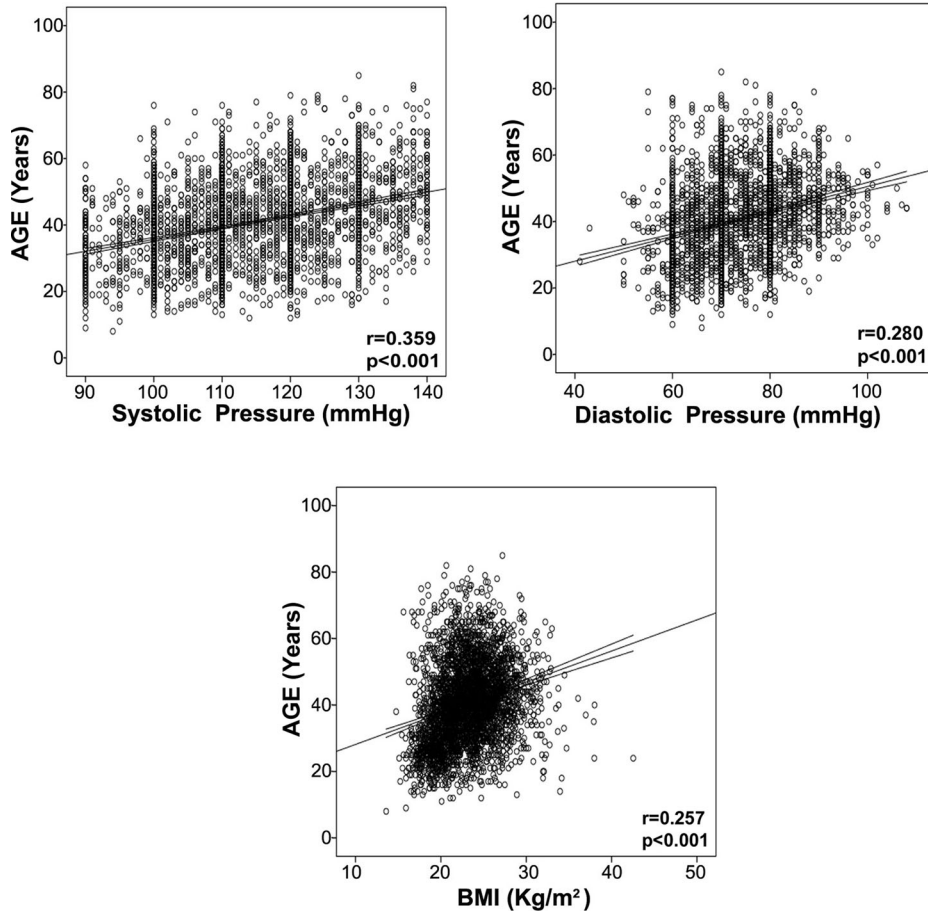 100
80
60
40
20
0
AGE (Years)
r=0.359
p<0.001
90 100 110 120 130 140
Systolic Pressure (mmHg)
100
80
60
40
20
0
AGE (Years)
r=0.280
p<0.001
40 60 80 100
Diastolic Pressure (mmHg)
100
80
60
40
20
0
AGE (Years)
r=0.257
p<0.001
10 20 30 40 50
BMI (Kg/m²)